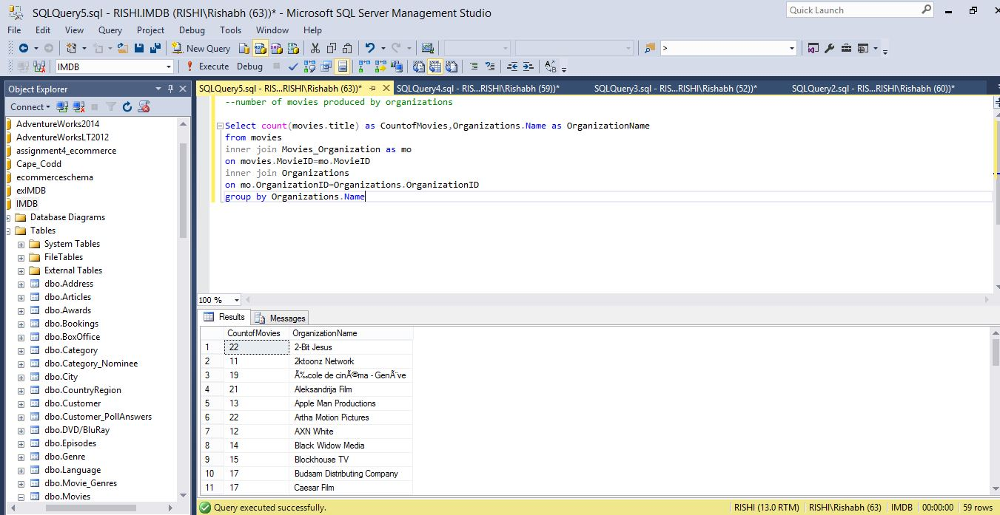 SQLQuery5.sql - RISHI.IMDB (RISHI\Rishabh (63))* - Microsoft SQL Server Management Studio
Quick Launch
File Edit View Query Project Debug Tools Window Help
New Query
>
IMDB
Execute Debug
Object Explorer
SQLQuery5.sql - RIS...RISHI\Rishabh (63))* SQLQuery4.sql - RIS...RISHI\Rishabh (59))* SQLQuery3.sql - RIS...RISHI\Rishabh (52))* SQLQuery2.sql - RIS...RISHI\Rishabh (60))*
Connect
AdventureWorks2014
AdventureWorksLT2012
assignment4_ecommerce
Cape_Codd
ecommerceschema
exIMDB
IMDB
Database Diagrams
Tables
System Tables
FileTables
External Tables
dbo.Address
dbo.Articles
dbo.Awards
dbo.Bookings
dbo.BoxOffice
dbo.Category
dbo.Category_Nominee
dbo.City
dbo.CountryRegion
dbo.Customer
dbo.Customer_PollAnswers
dbo.DVD/BluRay
dbo.Episodes
dbo.Genre
dbo.Language
dbo.Movie_Genres
dbo.Movies
--number of movies produced by organizations
Select count(movies.title) as CountofMovies,Organizations.Name as OrganizationName
from movies
inner join Movies_Organization as mo
on movies.MovieID=mo.MovieID
inner join Organizations
on mo.OrganizationID=Organizations.OrganizationID
group by Organizations.Name
100 %
Results Messages
CountofMovies OrganizationName
1 22 2-Bit Jesus
2 11 2ktoonz Network
3 19 Ã‰cole de cinÃ©ma - GenÃ¨ve
4 21 Aleksandrija Film
5 13 Apple Man Productions
6 22 Artha Motion Pictures
7 12 AXN White
8 14 Black Widow Media
9 15 Blockhouse TV
10 17 Budsam Distributing Company
11 17 Caesar Film
Query executed successfully. RISHI (13.0 RTM) RISHI\Rishabh (63) IMDB 00:00:00 59 rows